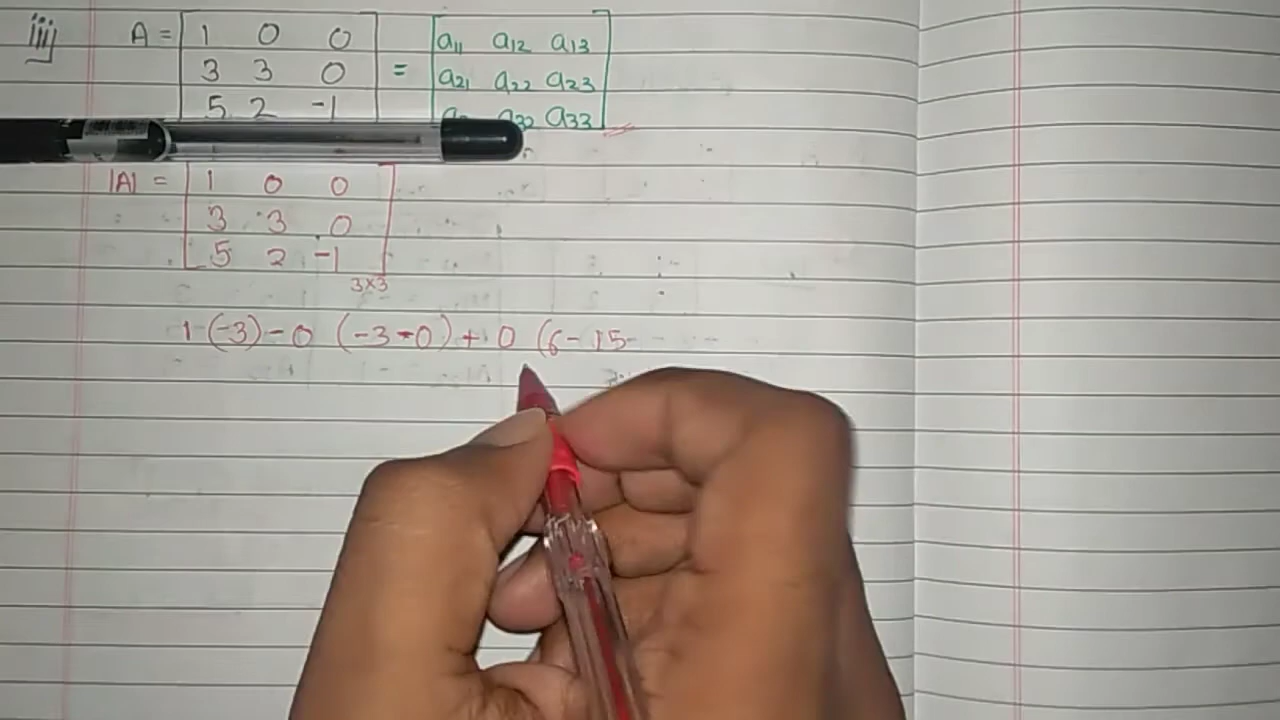 iii) A = [ 1 0 0 = [ a11 a12 a13
3 3 0 a21 a22 a23
5 2 -1 ] a32 a33 ]
|A| = [ 1 0 0
3 3 0
5 2 -1 ] 3×3
1 (-3) - 0 (-3 - 0) + 0 (6 - 15